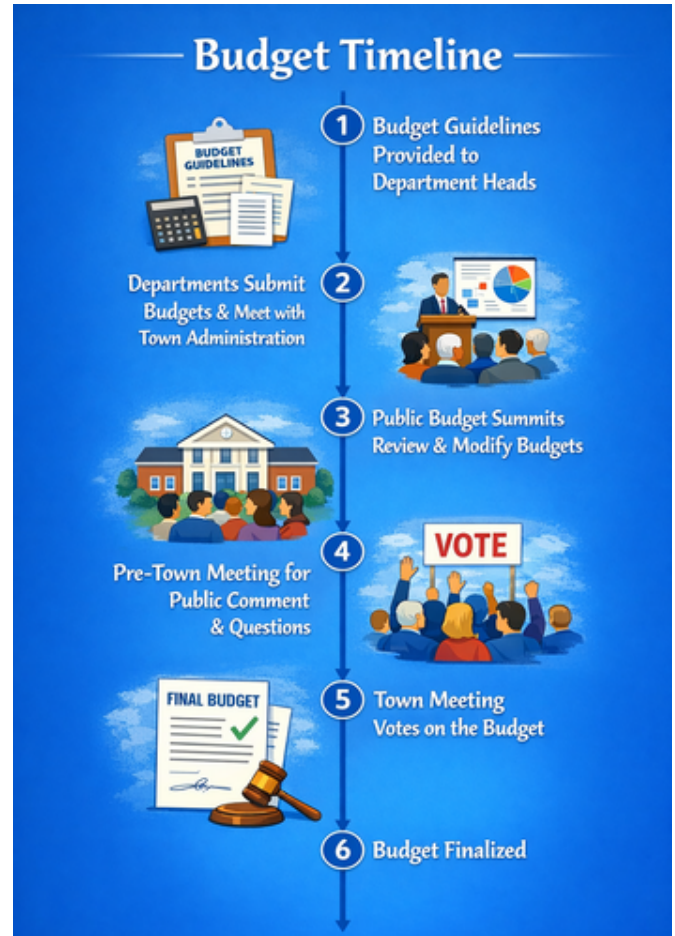 Budget Timeline
1
Budget Guidelines
Provided to
Department Heads
BUDGET
GUIDELINES
2
Departments Submit
Budgets & Meet with
Town Administration
3
Public Budget Summits
Review & Modify Budgets
4
Pre-Town Meeting for
Public Comment
& Questions
VOTE
5
Town Meeting
Votes on the Budget
FINAL BUDGET
6
Budget Finalized